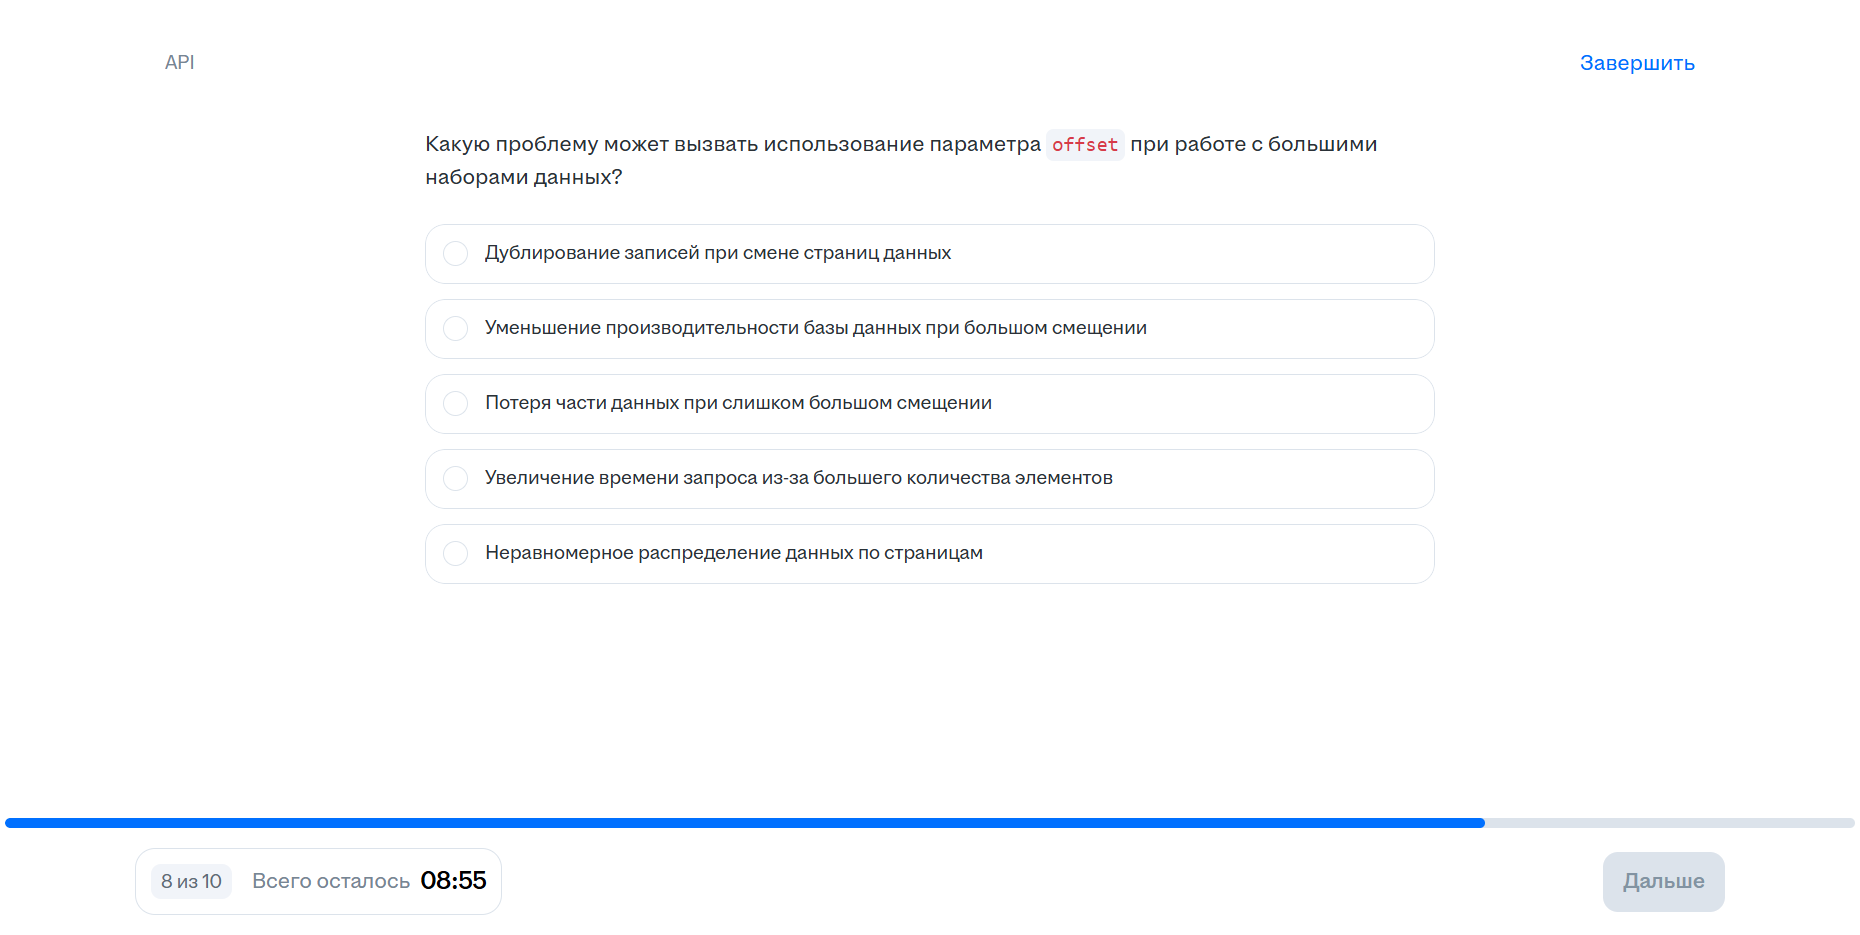 API
Завершить
Какую проблему может вызвать использование параметра offset при работе с большими
наборами данных?
Дублирование записей при смене страниц данных
Уменьшение производительности базы данных при большом смещении
Потеря части данных при слишком большом смещении
Увеличение времени запроса из-за большего количества элементов
Неравномерное распределение данных по страницам
8 из 10 Всего осталось 08:55
Дальше